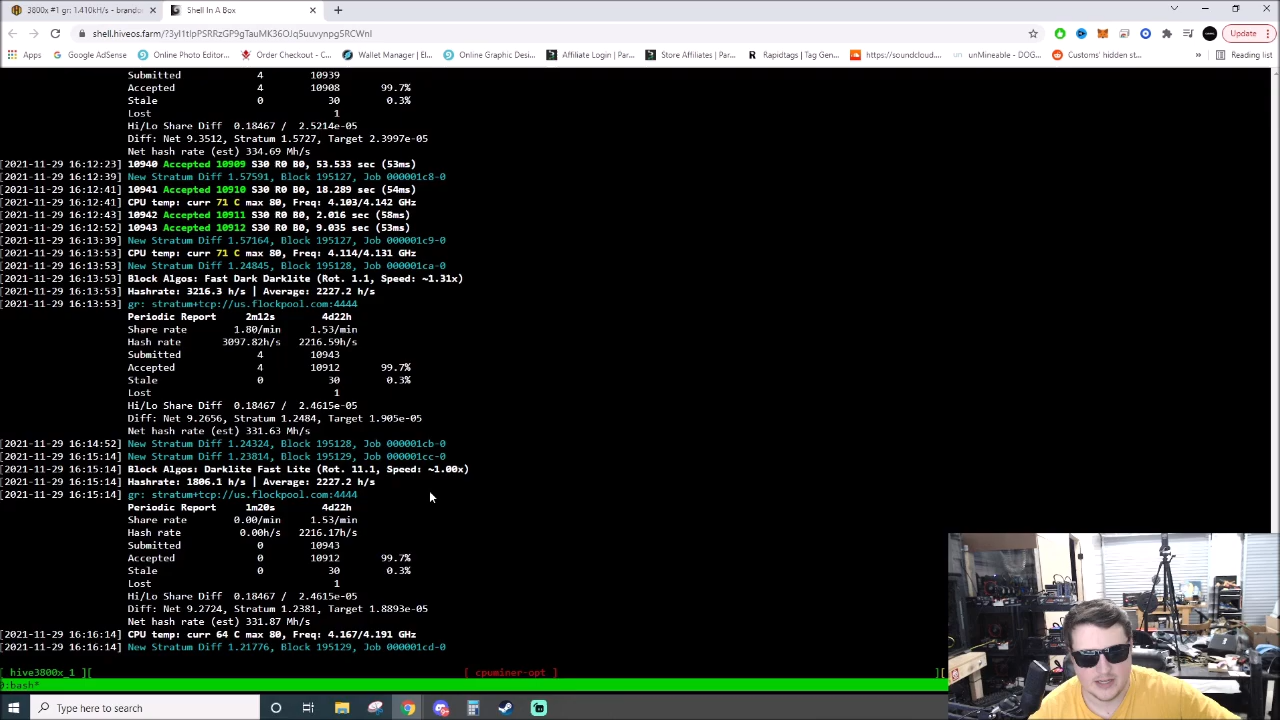 3800x #1 gr: 1.410kH/s - brandol
Shell In A Box
shell.hiveos.farm/?3yI1tIpPSRRzGP9gTauMK36OJq5uuvynpg5RCWnI
Update
Apps
Google AdSense
Online Photo Editor...
Order Checkout - C...
Wallet Manager | El...
Online Graphic Desi...
Affiliate Login | Par...
Store Affiliates | Par...
Rapidtags | Tag Gen...
https://soundcloud...
unMineable - DOG...
Customs' hidden st...
»
Reading list
Submitted 4 10939
Accepted 4 10908 99.7%
Stale 0 30 0.3%
Lost 1
Hi/Lo Share Diff 0.18467 / 2.5214e-05
Diff: Net 9.3512, Stratum 1.5727, Target 2.3997e-05
Net hash rate (est) 334.69 Mh/s
[2021-11-29 16:12:23] 10940 Accepted 10909 S30 R0 B0, 53.533 sec (53ms)
[2021-11-29 16:12:39] New Stratum Diff 1.57591, Block 195127, Job 000001c8-0
[2021-11-29 16:12:41] 10941 Accepted 10910 S30 R0 B0, 18.289 sec (54ms)
[2021-11-29 16:12:41] CPU temp: curr 71 C max 80, Freq: 4.103/4.142 GHz
[2021-11-29 16:12:43] 10942 Accepted 10911 S30 R0 B0, 2.016 sec (58ms)
[2021-11-29 16:12:52] 10943 Accepted 10912 S30 R0 B0, 9.035 sec (53ms)
[2021-11-29 16:13:39] New Stratum Diff 1.57164, Block 195127, Job 000001c9-0
[2021-11-29 16:13:53] CPU temp: curr 71 C max 80, Freq: 4.114/4.131 GHz
[2021-11-29 16:13:53] New Stratum Diff 1.24845, Block 195128, Job 000001ca-0
[2021-11-29 16:13:53] Block Algos: Fast Dark Darklite (Rot. 1.1, Speed: ~1.31x)
[2021-11-29 16:13:53] Hashrate: 3216.3 h/s | Average: 2227.2 h/s
[2021-11-29 16:13:53] gr: stratum+tcp://us.flockpool.com:4444
Periodic Report 2m12s 4d22h
Share rate 1.80/min 1.53/min
Hash rate 3097.82h/s 2216.59h/s
Submitted 4 10943
Accepted 4 10912 99.7%
Stale 0 30 0.3%
Lost 1
Hi/Lo Share Diff 0.18467 / 2.4615e-05
Diff: Net 9.2656, Stratum 1.2484, Target 1.905e-05
Net hash rate (est) 331.63 Mh/s
[2021-11-29 16:14:52] New Stratum Diff 1.24324, Block 195128, Job 000001cb-0
[2021-11-29 16:15:14] New Stratum Diff 1.23814, Block 195129, Job 000001cc-0
[2021-11-29 16:15:14] Block Algos: Darklite Fast Lite (Rot. 11.1, Speed: ~1.00x)
[2021-11-29 16:15:14] Hashrate: 1806.1 h/s | Average: 2227.2 h/s
[2021-11-29 16:15:14] gr: stratum+tcp://us.flockpool.com:4444
Periodic Report 1m20s 4d22h
Share rate 0.00/min 1.53/min
Hash rate 0.00h/s 2216.17h/s
Submitted 0 10943
Accepted 0 10912 99.7%
Stale 0 30 0.3%
Lost 1
Hi/Lo Share Diff 0.18467 / 2.4615e-05
Diff: Net 9.2724, Stratum 1.2381, Target 1.8893e-05
Net hash rate (est) 331.87 Mh/s
[2021-11-29 16:16:14] CPU temp: curr 64 C max 80, Freq: 4.167/4.191 GHz
[2021-11-29 16:16:14] New Stratum Diff 1.21776, Block 195129, Job 000001cd-0
[ hive3800x_1 ][ [ cpuminer-opt ] ][
0:bash*
Type here to search